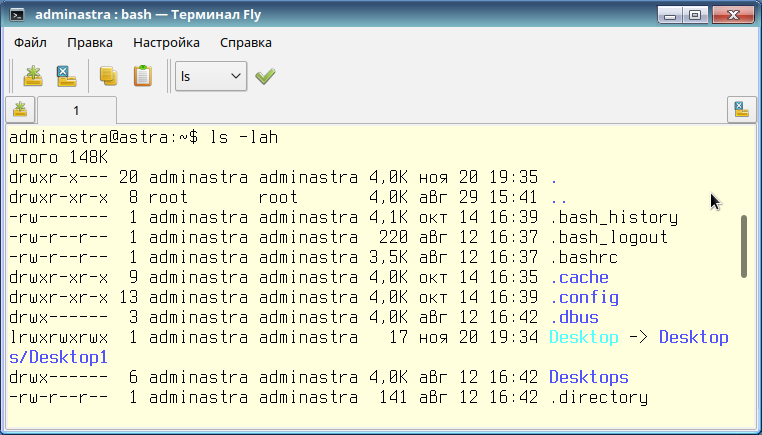 adminastra : bash — Терминал Fly
Файл Правка Настройка Справка
ls
1
adminastra@astra:~$ ls -lah
итого 148K
drwxr-x--- 20 adminastra adminastra 4,0K ноя 20 19:35 .
drwxr-xr-x  8 root       root       4,0K авг 29 15:41 ..
-rw-------  1 adminastra adminastra 4,1K окт 14 16:39 .bash_history
-rw-r--r--  1 adminastra adminastra  220 авг 12 16:37 .bash_logout
-rw-r--r--  1 adminastra adminastra 3,5K авг 12 16:37 .bashrc
drwxr-xr-x  9 adminastra adminastra 4,0K окт 14 16:35 .cache
drwxr-xr-x 13 adminastra adminastra 4,0K окт 14 16:39 .config
drwx------  3 adminastra adminastra 4,0K авг 12 16:42 .dbus
lrwxrwxrwx  1 adminastra adminastra   17 ноя 20 19:34 Desktop -> Desktop
s/Desktop1
drwx------  6 adminastra adminastra 4,0K авг 12 16:42 Desktops
-rw-r--r--  1 adminastra adminastra  141 авг 12 16:42 .directory